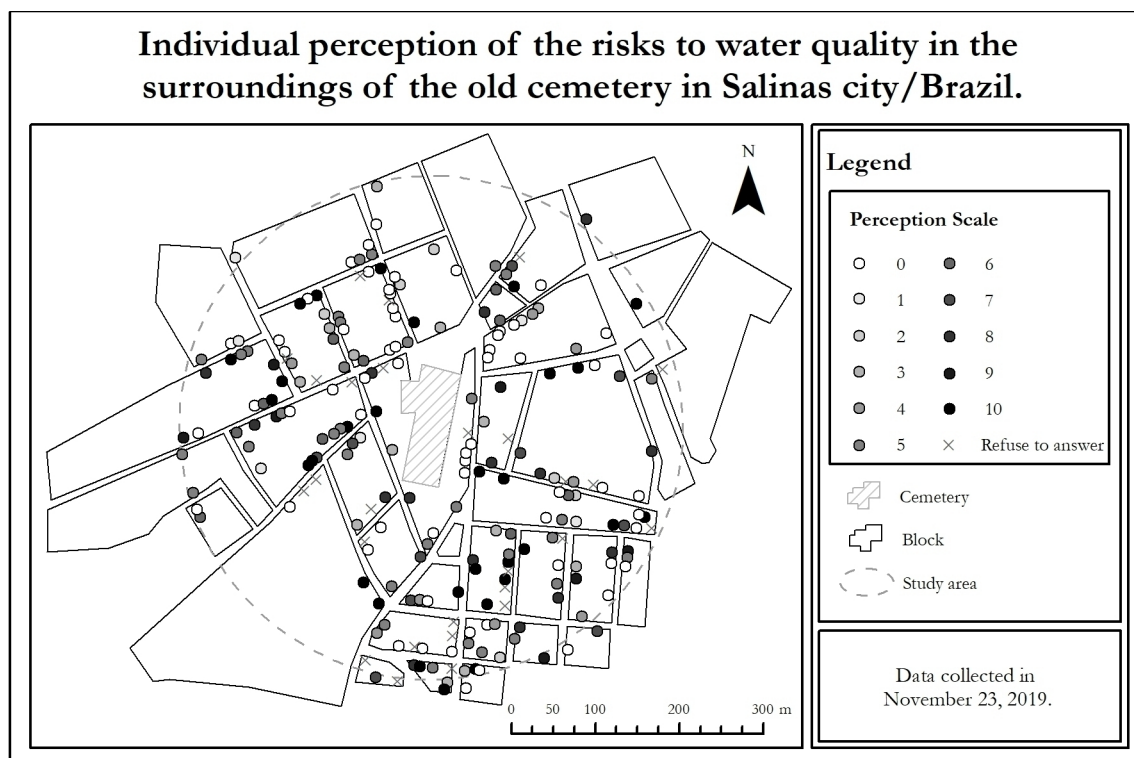 Individual perception of the risks to water quality in the
surroundings of the old cemetery in Salinas city/Brazil.
N
0 50 100 200 300 m
Legend
Perception Scale
0 6
1 7
2 8
3 9
4 10
5 Refuse to answer
Cemetery
Block
Study area
Data collected in
November 23, 2019.